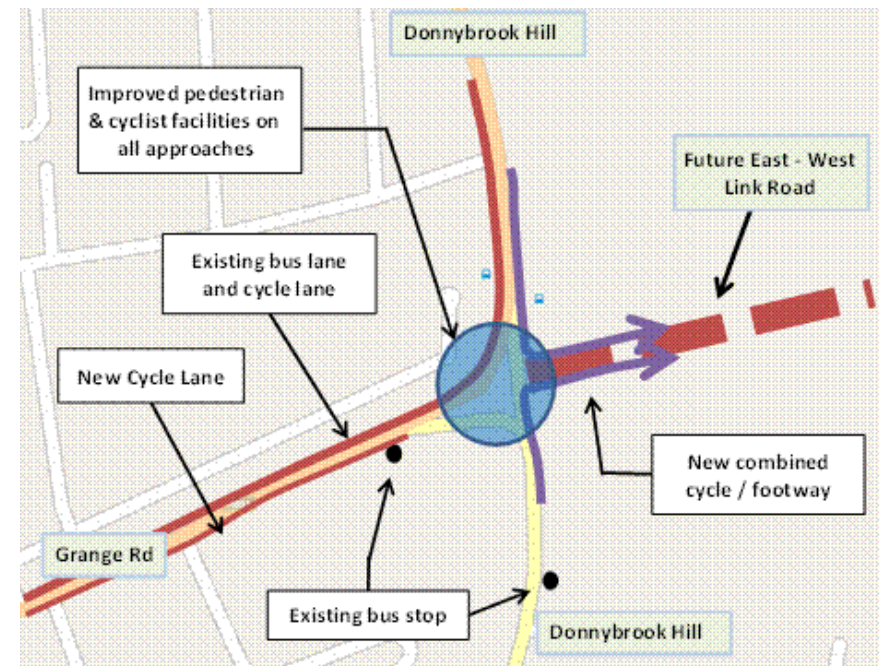 Donnybrook Hill
Improved pedestrian
& cyclist facilities on
all approaches
Future East - West
Link Road
Existing bus lane
and cycle lane
New Cycle Lane
New combined
cycle / footway
Grange Rd
Existing bus stop
Donnybrook Hill